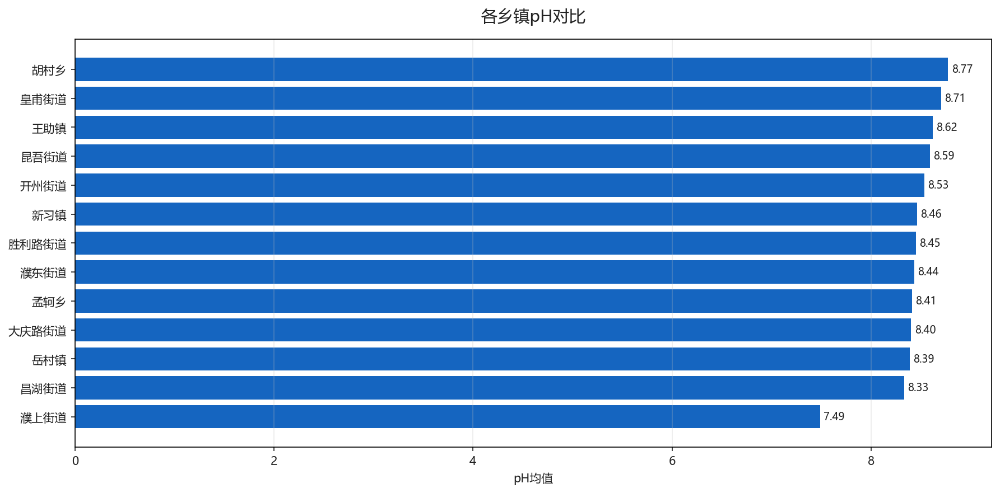 各乡镇pH对比
胡村乡 8.77
皇甫街道 8.71
王助镇 8.62
昆吾街道 8.59
开州街道 8.53
新习镇 8.46
胜利路街道 8.45
濮东街道 8.44
孟轲乡 8.41
大庆路街道 8.40
岳村镇 8.39
昌湖街道 8.33
濮上街道 7.49
0 2 4 6 8
pH均值